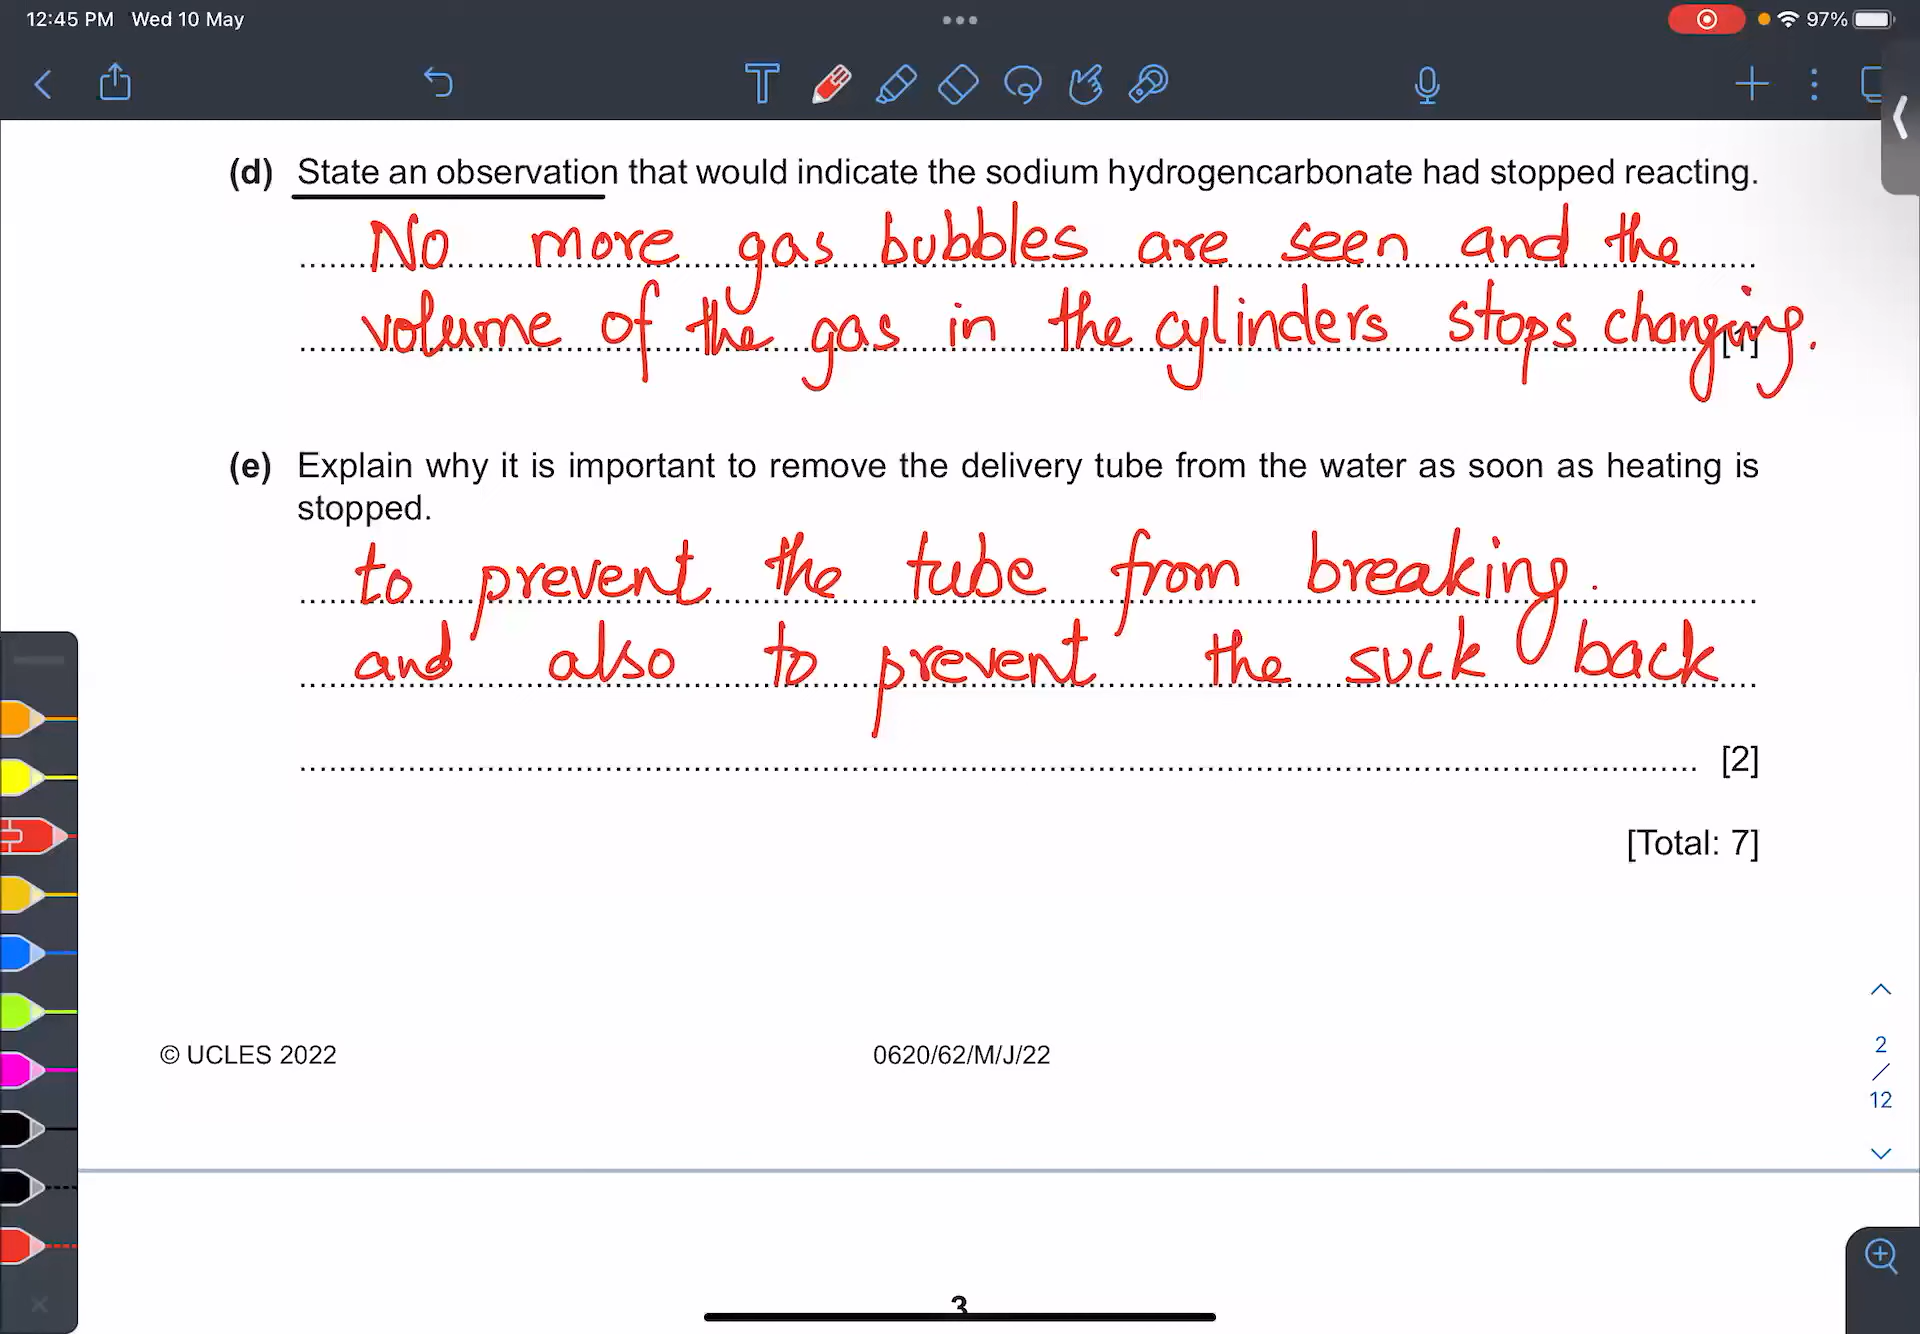 12:45 PM Wed 10 May
97%
(d) State an observation that would indicate the sodium hydrogencarbonate had stopped reacting.
No more gas bubbles are seen and the
volume of the gas in the cylinders stops changing.
[1]
(e) Explain why it is important to remove the delivery tube from the water as soon as heating is
stopped.
to prevent the tube from breaking.
and also to prevent the suck back
[2]
[Total: 7]
© UCLES 2022
0620/62/M/J/22
2
/
12
3